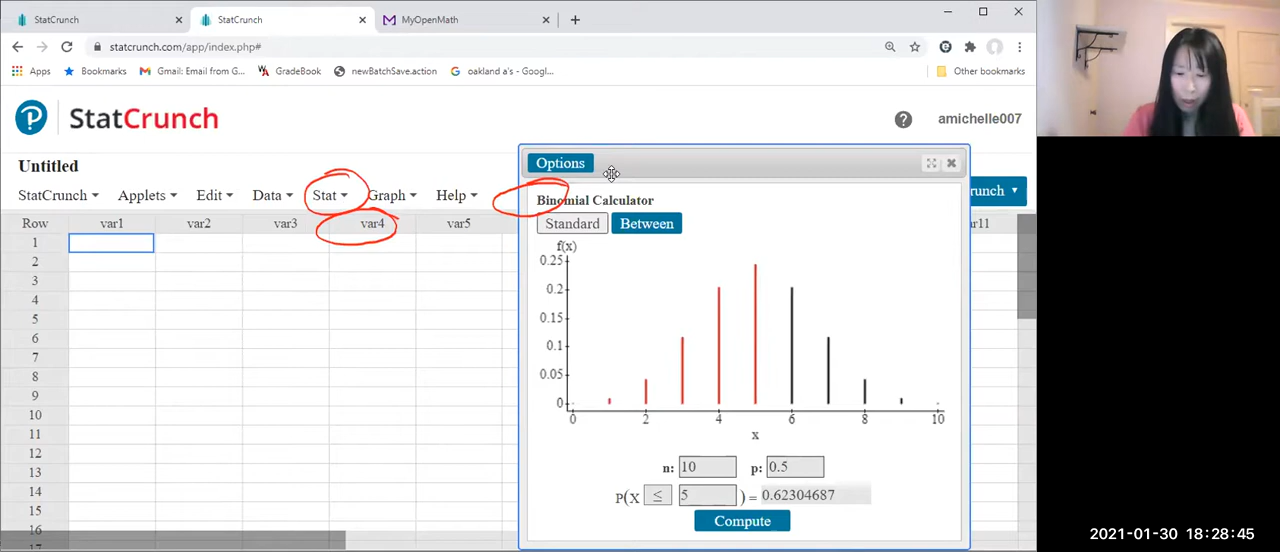 StatCrunch × StatCrunch × MyOpenMath × +
statcrunch.com/app/index.php#
Apps Bookmarks Gmail: Email from G... GradeBook newBatchSave.action oakland a's - Googl... Other bookmarks
P StatCrunch ? amichelle007
Untitled
StatCrunch Applets Edit Data Stat Graph Help
Options
runch
Row var1 var2 var3 var4 var5 r11
1
2
3
4
5
6
7
8
9
10
11
12
13
14
15
16
17
Binomial Calculator
Standard Between
f(x)
0.25
0.2
0.15
0.1
0.05
0
0 2 4 6 8 10
x
n: 10 p: 0.5
P(X ≤ 5 ) = 0.62304687
Compute
2021-01-30 18:28:45